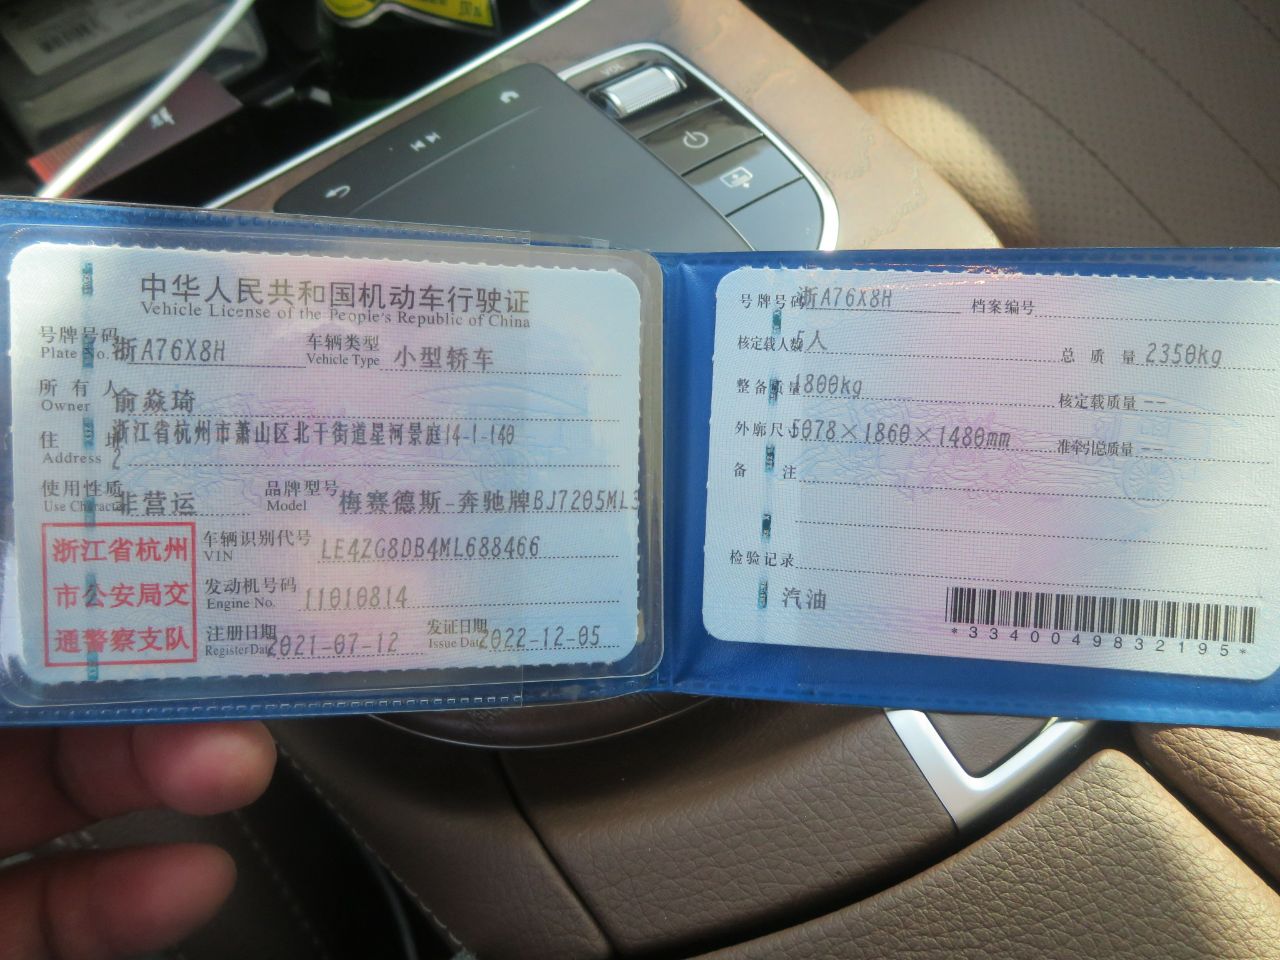 VOL
中华人民共和国机动车行驶证
Vehicle License of the People's Republic of China
号牌号码 浙A76X8H 车辆类型 小型轿车
Plate No. Vehicle Type
所有人 俞焱琦
Owner
住址 浙江省杭州市萧山区北干街道星河景庭14-1-140
Address 2
使用性质 非营运 品牌型号 梅赛德斯-奔驰牌BJ7205ML3
Use Character Model
浙江省杭州
市公安局交
通警察支队
车辆识别代号 LE4ZG8DB4ML688466
VIN
发动机号码 11010814
Engine No.
注册日期 2021-07-12 发证日期 2022-12-05
Register Date Issue Date
号牌号码 浙A76X8H 档案编号
核定载人数 5人 总质量 2350kg
整备质量 1800kg 核定载质量 --
外廓尺寸 5078×1860×1480mm 准牵引总质量 --
备注
检验记录
汽油
*3340049832195*